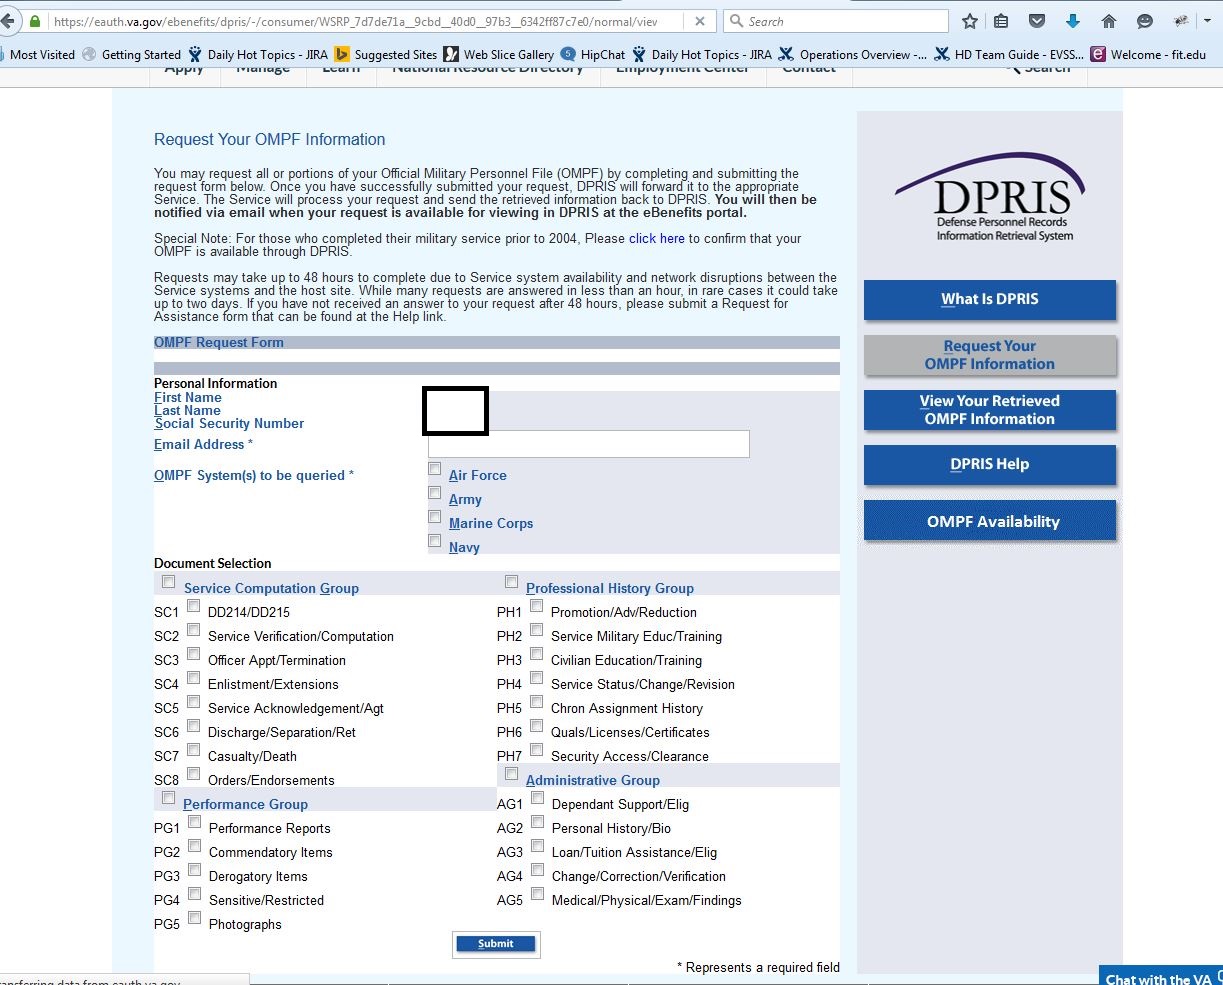 https://eauth.va.gov/ebenefits/dpris/-/consumer/WSRP_7d7de71a__9cbd_40d0__97b3__6342ff87c7e0/normal/view
Search
Most Visited Getting Started Daily Hot Topics - JIRA Suggested Sites Web Slice Gallery HipChat Daily Hot Topics - JIRA Operations Overview -... HD Team Guide - EVSS... Welcome - fit.edu
Apply Manage Learn National Resource Directory Employment Center Contact Search
Request Your OMPF Information
You may request all or portions of your Official Military Personnel File (OMPF) by completing and submitting the
request form below. Once you have successfully submitted your request, DPRIS will forward it to the appropriate
Service. The Service will process your request and send the retrieved information back to DPRIS. You will then be
notified via email when your request is available for viewing in DPRIS at the eBenefits portal.
Special Note: For those who completed their military service prior to 2004, Please click here to confirm that your
OMPF is available through DPRIS.
Requests may take up to 48 hours to complete due to Service system availability and network disruptions between the
Service systems and the host site. While many requests are answered in less than an hour, in rare cases it could take
up to two days. If you have not received an answer to your request after 48 hours, please submit a Request for
Assistance form that can be found at the Help link.
OMPF Request Form
Personal Information
First Name
Last Name
Social Security Number
Email Address *
OMPF System(s) to be queried *
Air Force
Army
Marine Corps
Navy
Document Selection
Service Computation Group
SC1 DD214/DD215
SC2 Service Verification/Computation
SC3 Officer Appt/Termination
SC4 Enlistment/Extensions
SC5 Service Acknowledgement/Agt
SC6 Discharge/Separation/Ret
SC7 Casualty/Death
SC8 Orders/Endorsements
Performance Group
PG1 Performance Reports
PG2 Commendatory Items
PG3 Derogatory Items
PG4 Sensitive/Restricted
PG5 Photographs
Professional History Group
PH1 Promotion/Adv/Reduction
PH2 Service Military Educ/Training
PH3 Civilian Education/Training
PH4 Service Status/Change/Revision
PH5 Chron Assignment History
PH6 Quals/Licenses/Certificates
PH7 Security Access/Clearance
Administrative Group
AG1 Dependant Support/Elig
AG2 Personal History/Bio
AG3 Loan/Tuition Assistance/Elig
AG4 Change/Correction/Verification
AG5 Medical/Physical/Exam/Findings
Submit
* Represents a required field
DPRIS
Defense Personnel Records
Information Retrieval System
What Is DPRIS
Request Your
OMPF Information
View Your Retrieved
OMPF Information
DPRIS Help
OMPF Availability
Chat with the VA
data from eauth.va.gov